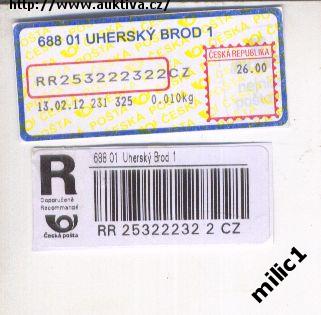 http://www.auktiva.cz/
688 01 UHERSKÝ BROD 1
ČESKÁ REPUBLIKA
26.00
RR253222322CZ
13.02.12 231 325 0.010kg
688 01 Uherský Brod 1
R
Doporučeně
Recommandé
Česká pošta
RR 25322232 2 CZ
milic1